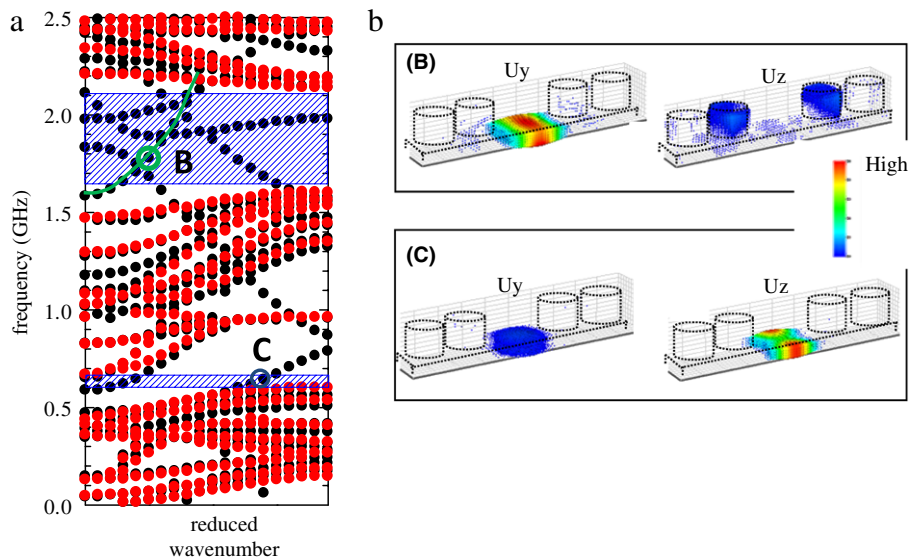 a
2.5
2.0
1.5
1.0
0.5
0.0
frequency (GHz)
B
C
reduced
wavenumber
b
(B)
Uy
Uz
High
(C)
Uy
Uz